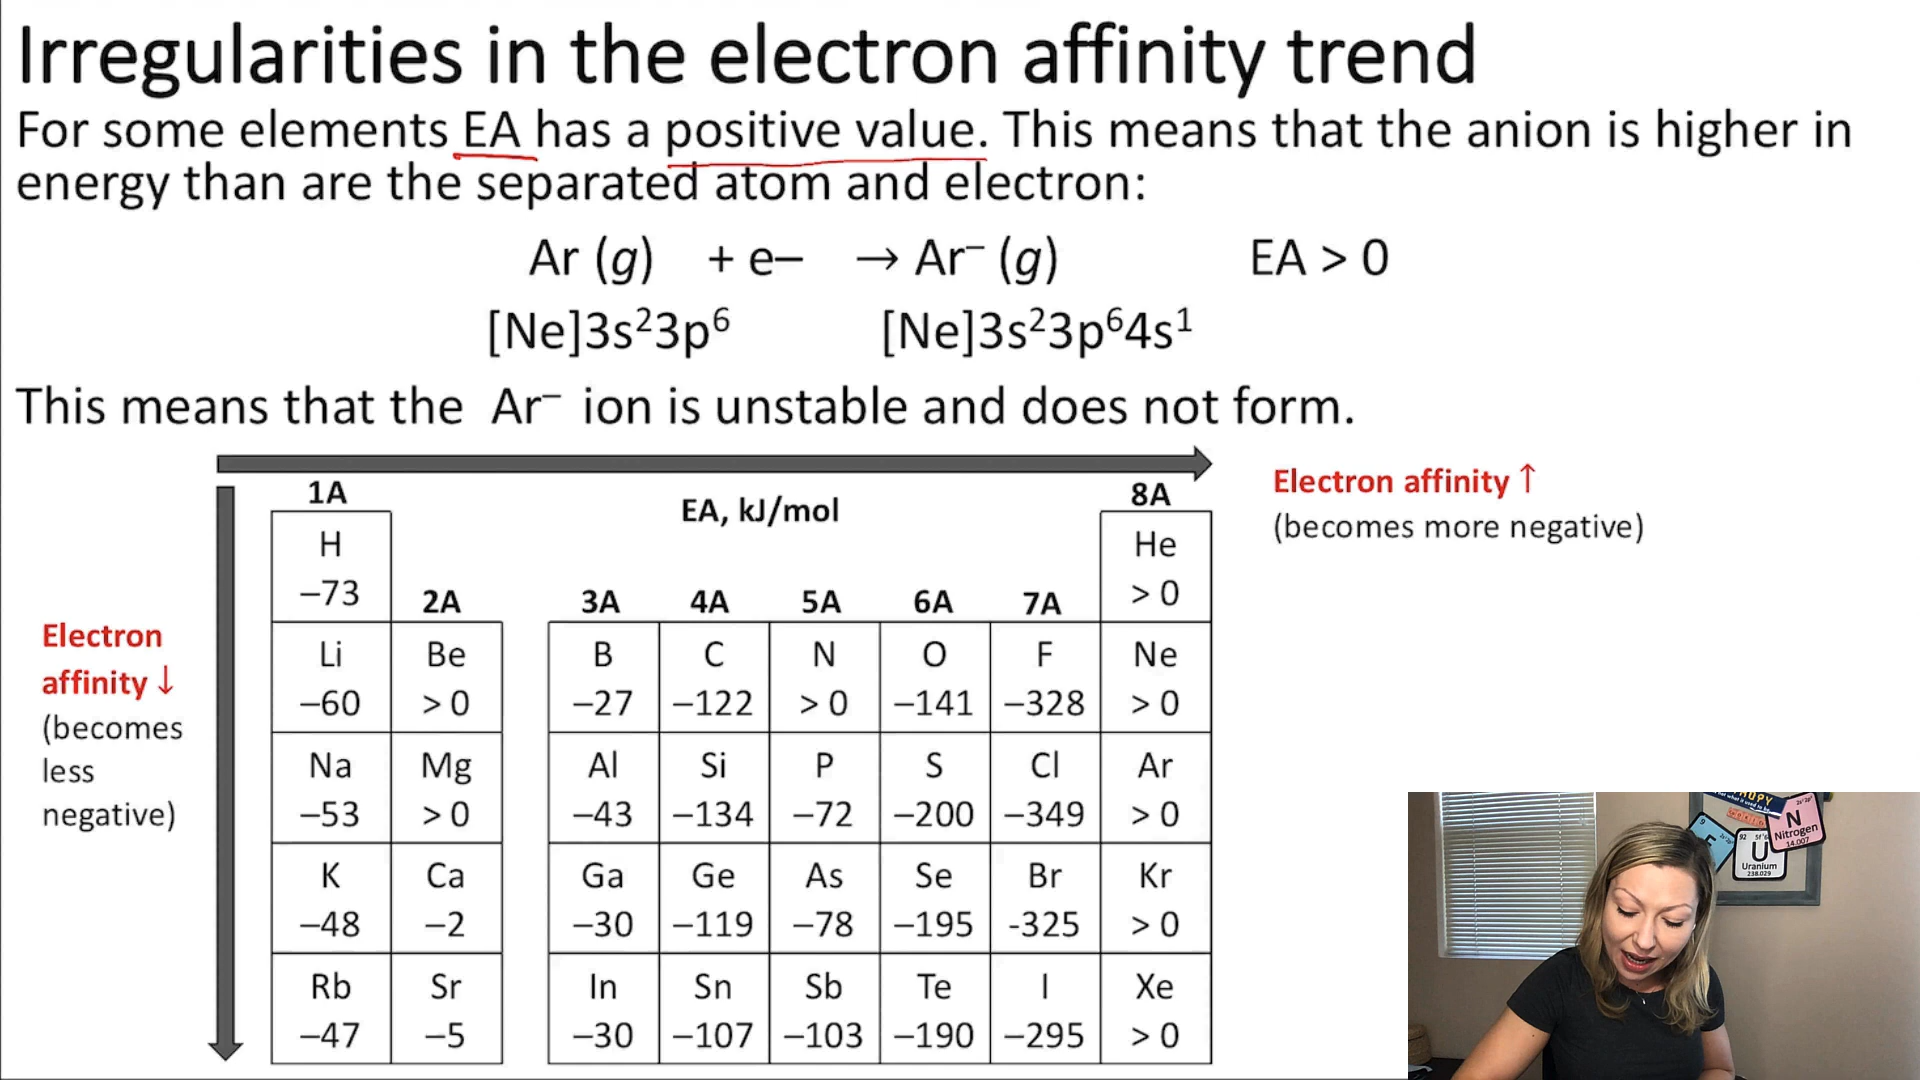 Irregularities in the electron affinity trend
For some elements EA has a positive value. This means that the anion is higher in
energy than are the separated atom and electron:
Ar (g) + e– → Ar⁻ (g) EA > 0
[Ne]3s²3p⁶ [Ne]3s²3p⁶4s¹
This means that the Ar⁻ ion is unstable and does not form.
Electron affinity ↑
(becomes more negative)
Electron
affinity ↓
(becomes
less
negative)
EA, kJ/mol
1A 8A
H He
–73 > 0
2A 3A 4A 5A 6A 7A
Li Be B C N O F Ne
–60 > 0 –27 –122 > 0 –141 –328 > 0
Na Mg Al Si P S Cl Ar
–53 > 0 –43 –134 –72 –200 –349 > 0
K Ca Ga Ge As Se Br Kr
–48 –2 –30 –119 –78 –195 -325 > 0
Rb Sr In Sn Sb Te I Xe
–47 –5 –30 –107 –103 –190 –295 > 0
N
Nitrogen
14.007
92
U
Uranium
238.029
9